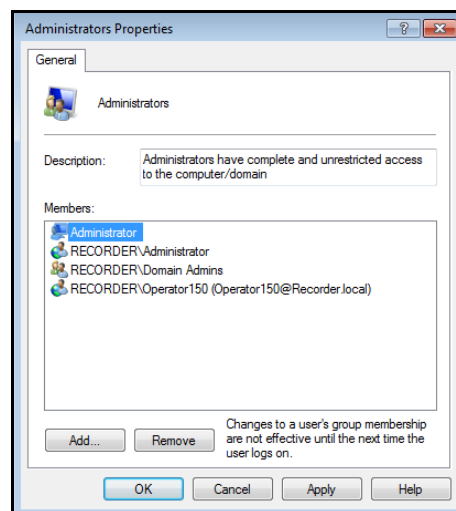 Administrators Properties
General
Administrators
Description:
Administrators have complete and unrestricted access
to the computer/domain
Members:
Administrator
RECORDER\Administrator
RECORDER\Domain Admins
RECORDER\Operator150 (Operator150@Recorder.local)
Add...
Remove
Changes to a user's group membership
are not effective until the next time the
user logs on.
OK
Cancel
Apply
Help